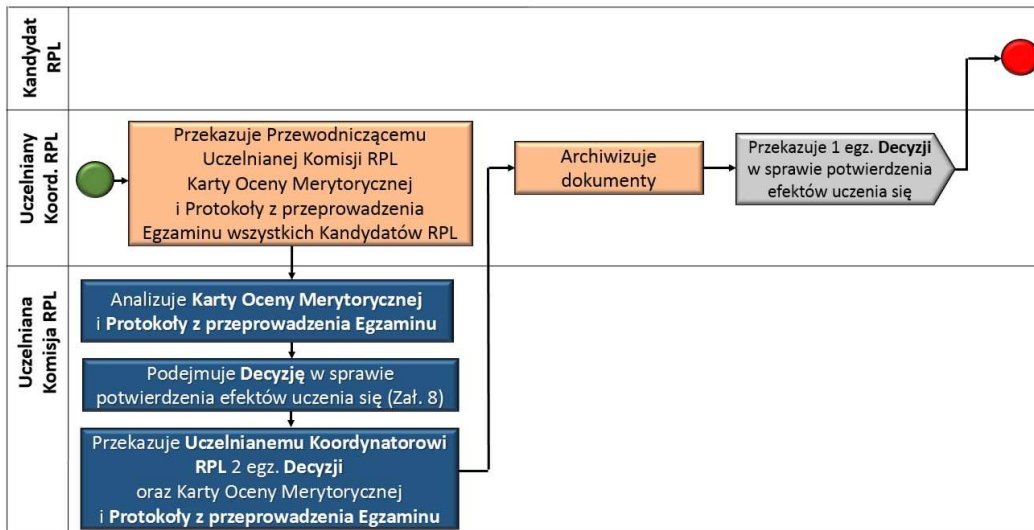 Kandydat
RPL
Uczelniany
Koord. RPL
Przekazuje Przewodniczącemu
Uczelnianej Komisji RPL
Karty Oceny Merytorycznej
i Protokoły z przeprowadzenia
Egzaminu wszystkich Kandydatów RPL
Archiwizuje
dokumenty
Przekazuje 1 egz. Decyzji
w sprawie potwierdzenia
efektów uczenia się
Uczelniana
Komisja RPL
Analizuje Karty Oceny Merytorycznej
i Protokoły z przeprowadzenia Egzaminu
Podejmuje Decyzję w sprawie
potwierdzenia efektów uczenia się (Zał. 8)
Przekazuje Uczelnianemu Koordynatorowi
RPL 2 egz. Decyzji
oraz Karty Oceny Merytorycznej
i Protokoły z przeprowadzenia Egzaminu